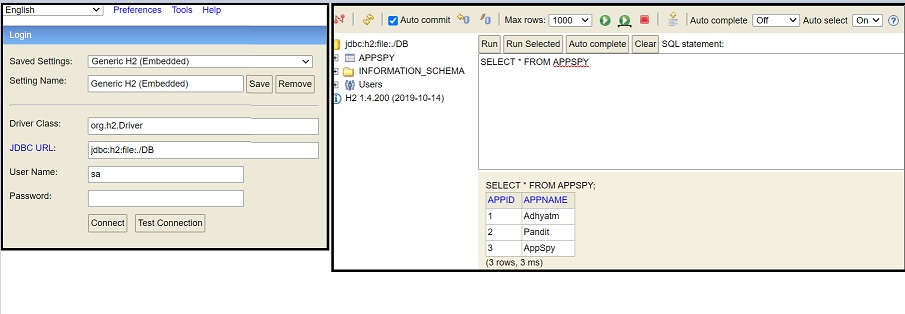 English Preferences Tools Help
Login
Saved Settings: Generic H2 (Embedded)
Setting Name: Generic H2 (Embedded) Save Remove
Driver Class: org.h2.Driver
JDBC URL: jdbc:h2:file:./DB
User Name: sa
Password:
Connect Test Connection
Auto commit Max rows: 1000 Auto complete Off Auto select On ?
jdbc:h2:file:./DB
APPSPY
INFORMATION_SCHEMA
Users
H2 1.4.200 (2019-10-14)
Run Run Selected Auto complete Clear SQL statement:
SELECT * FROM APPSPY
SELECT * FROM APPSPY;
APPID APPNAME
1 Adhyatm
2 Pandit
3 AppSpy
(3 rows, 3 ms)